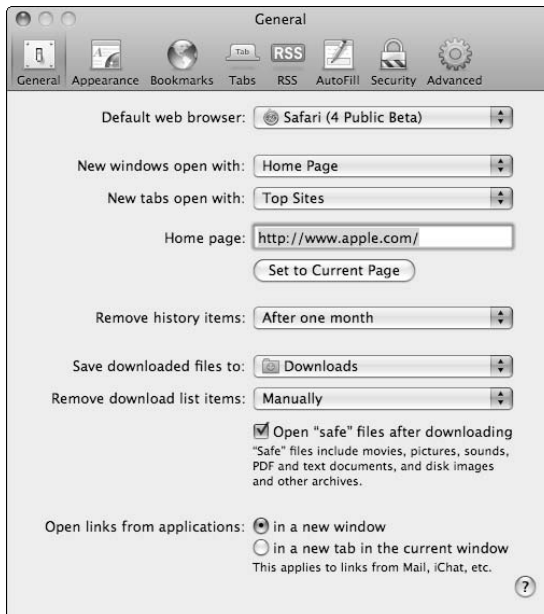 General
Tab RSS
General Appearance Bookmarks Tabs RSS AutoFill Security Advanced
Default web browser: Safari (4 Public Beta)
New windows open with: Home Page
New tabs open with: Top Sites
Home page: http://www.apple.com/
Set to Current Page
Remove history items: After one month
Save downloaded files to: Downloads
Remove download list items: Manually
Open “safe” files after downloading
“Safe” files include movies, pictures, sounds,
PDF and text documents, and disk images
and other archives.
Open links from applications: in a new window
in a new tab in the current window
This applies to links from Mail, iChat, etc.
?